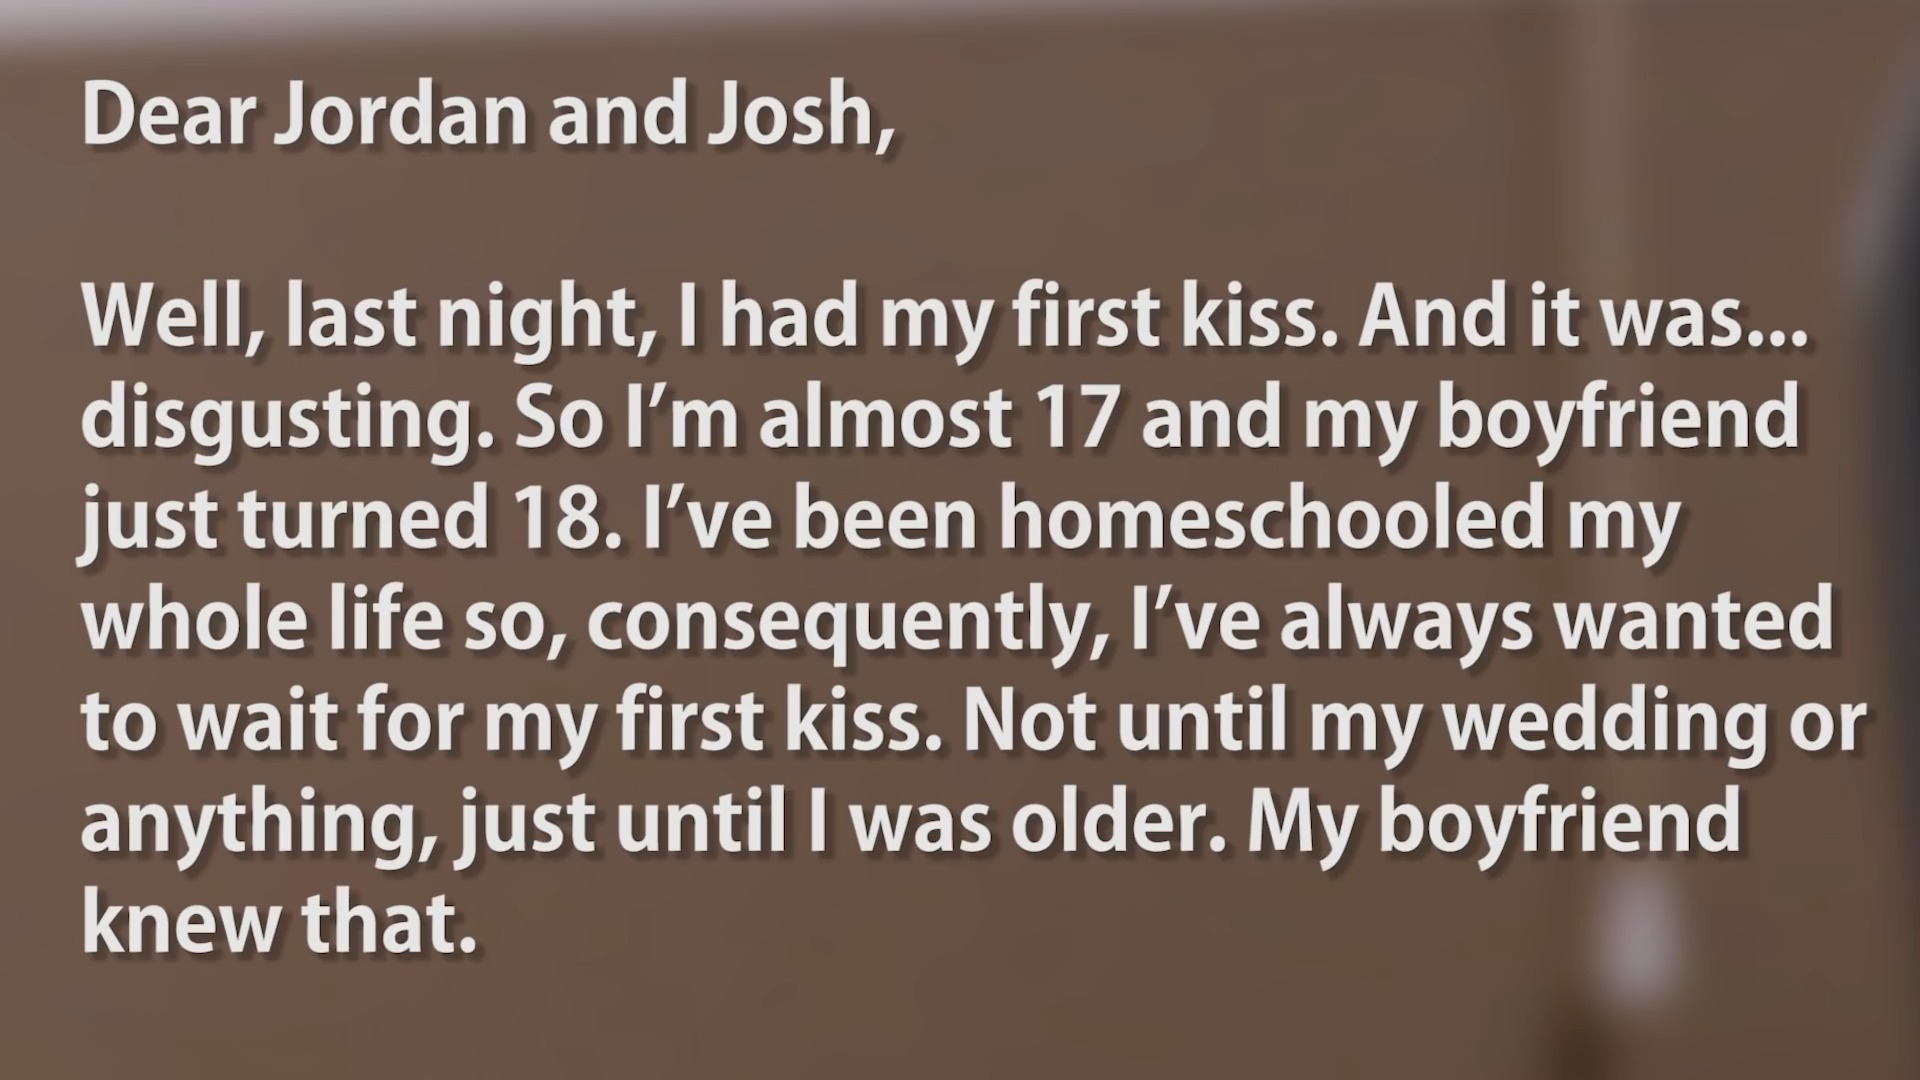 Dear Jordan and Josh,
Well, last night, I had my first kiss. And it was...
disgusting. So I’m almost 17 and my boyfriend
just turned 18. I’ve been homeschooled my
whole life so, consequently, I’ve always wanted
to wait for my first kiss. Not until my wedding or
anything, just until I was older. My boyfriend
knew that.